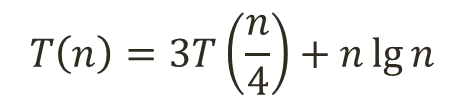 T(n) = 3T(n/4) + n lg n